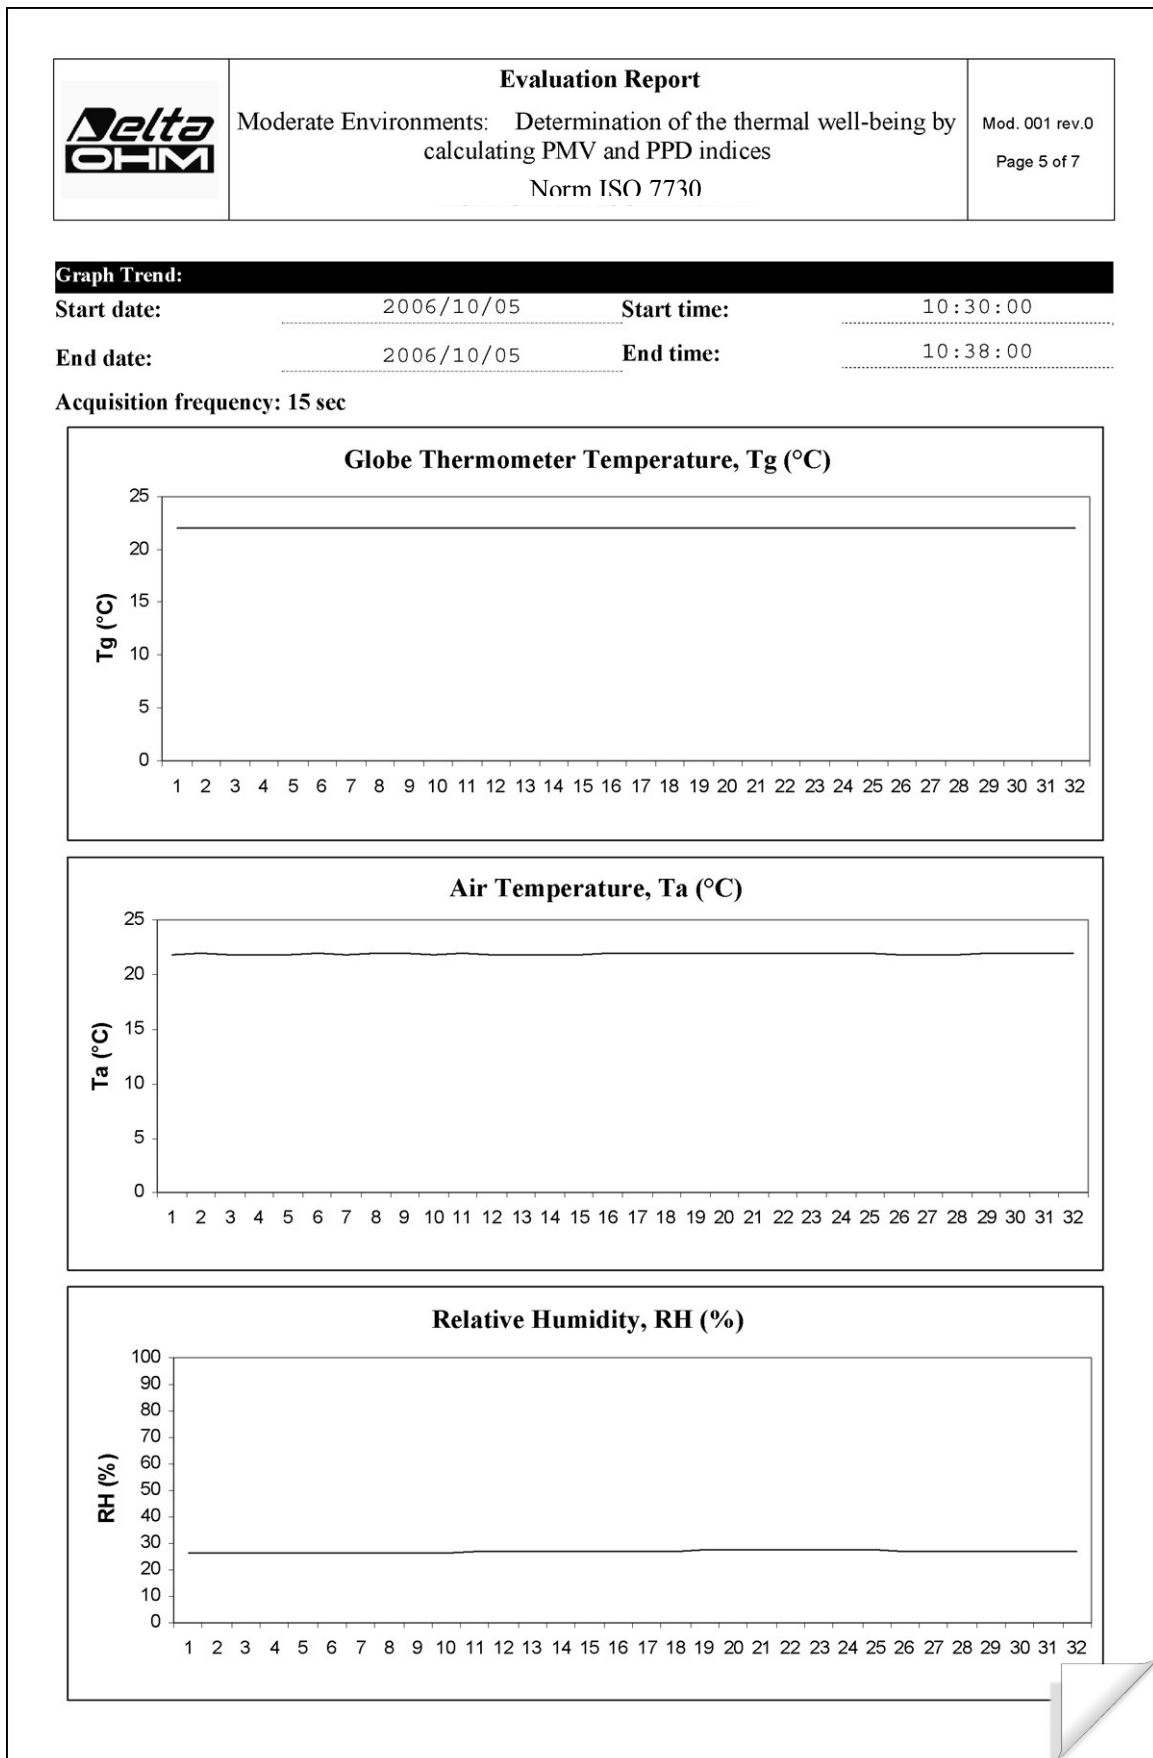 Delta
OHM
Evaluation Report
Moderate Environments: Determination of the thermal well-being by
calculating PMV and PPD indices
Norm ISO 7730
Mod. 001 rev.0
Page 5 of 7
Graph Trend:
Start date: 2006/10/05 Start time: 10:30:00
End date: 2006/10/05 End time: 10:38:00
Acquisition frequency: 15 sec
Globe Thermometer Temperature, Tg (°C)
Tg (°C)
25
20
15
10
5
0
1 2 3 4 5 6 7 8 9 10 11 12 13 14 15 16 17 18 19 20 21 22 23 24 25 26 27 28 29 30 31 32
Air Temperature, Ta (°C)
Ta (°C)
25
20
15
10
5
0
1 2 3 4 5 6 7 8 9 10 11 12 13 14 15 16 17 18 19 20 21 22 23 24 25 26 27 28 29 30 31 32
Relative Humidity, RH (%)
RH (%)
100
90
80
70
60
50
40
30
20
10
0
1 2 3 4 5 6 7 8 9 10 11 12 13 14 15 16 17 18 19 20 21 22 23 24 25 26 27 28 29 30 31 32